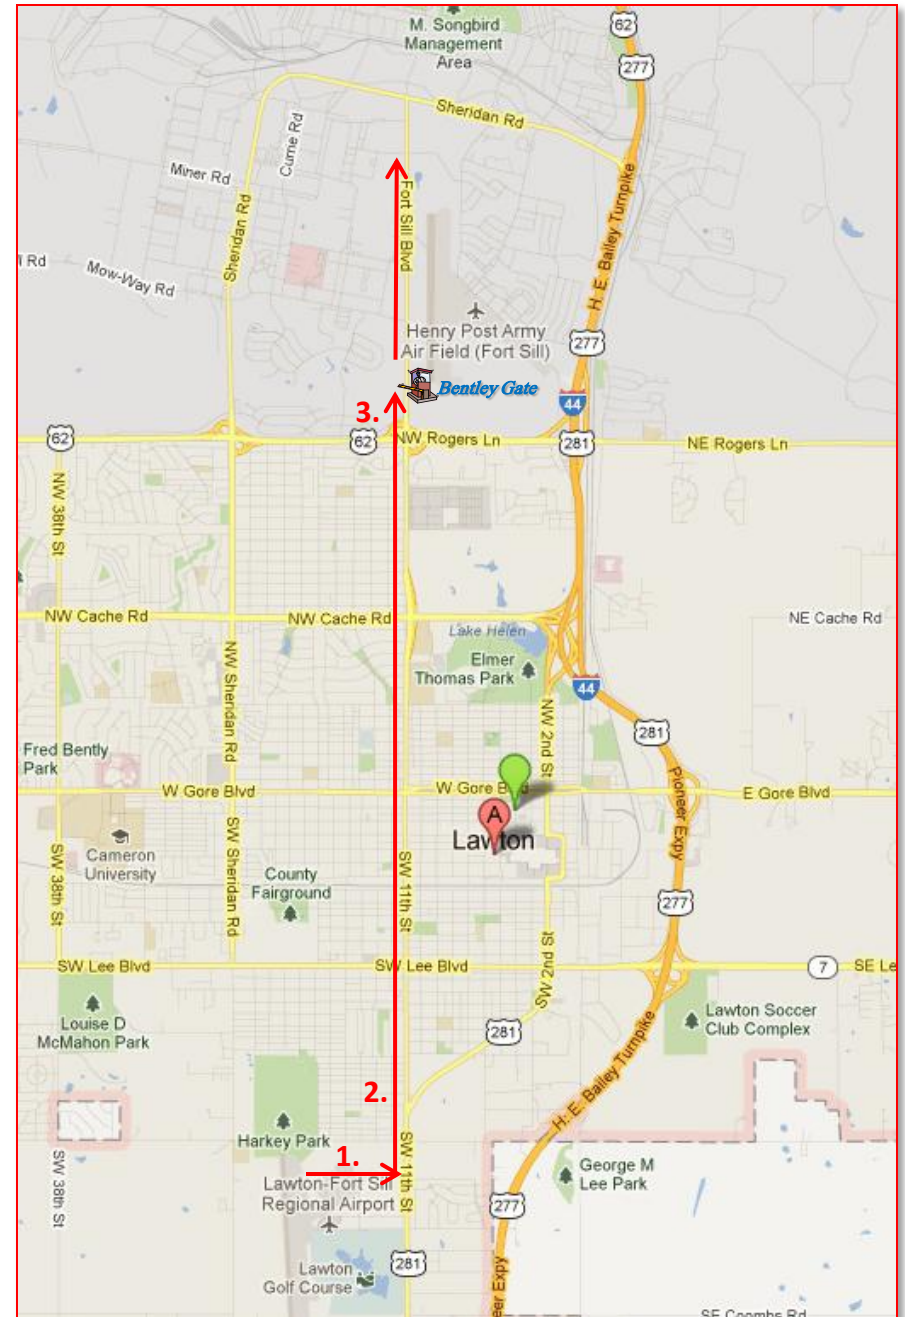 M. Songbird
Management
Area
62
277
Sheridan Rd
Currie Rd
Miner Rd
Fort Sill Blvd
Sheridan Rd
H. E. Bailey Turnpike
Rd
Mow-Way Rd
Henry Post Army
Air Field (Fort Sill)
277
Bentley Gate
44
3.
62
62
NW Rogers Ln
281
NE Rogers Ln
NW 38th St
NW Cache Rd
NW Cache Rd
NE Cache Rd
Lake Helen
Elmer
Thomas Park
NW Sheridan Rd
44
NW 2nd St
281
Fred Bently
Park
Pioneer Expy
W Gore Blvd
W Gore Blvd
E Gore Blvd
A
Lawton
SW Sheridan Rd
SW 38th St
SW 11th St
Cameron
University
County
Fairground
277
SW 2nd St
SW Lee Blvd
SW Lee Blvd
7
SE Le
Louise D
McMahon Park
281
Lawton Soccer
Club Complex
H. E. Bailey Turnpike
2.
Harkey Park
SW 11th St
1.
SW 38th St
George M
Lee Park
Lawton-Fort Sill
Regional Airport
277
Lawton
Golf Course
281
eer Expy
SE Coombs Rd